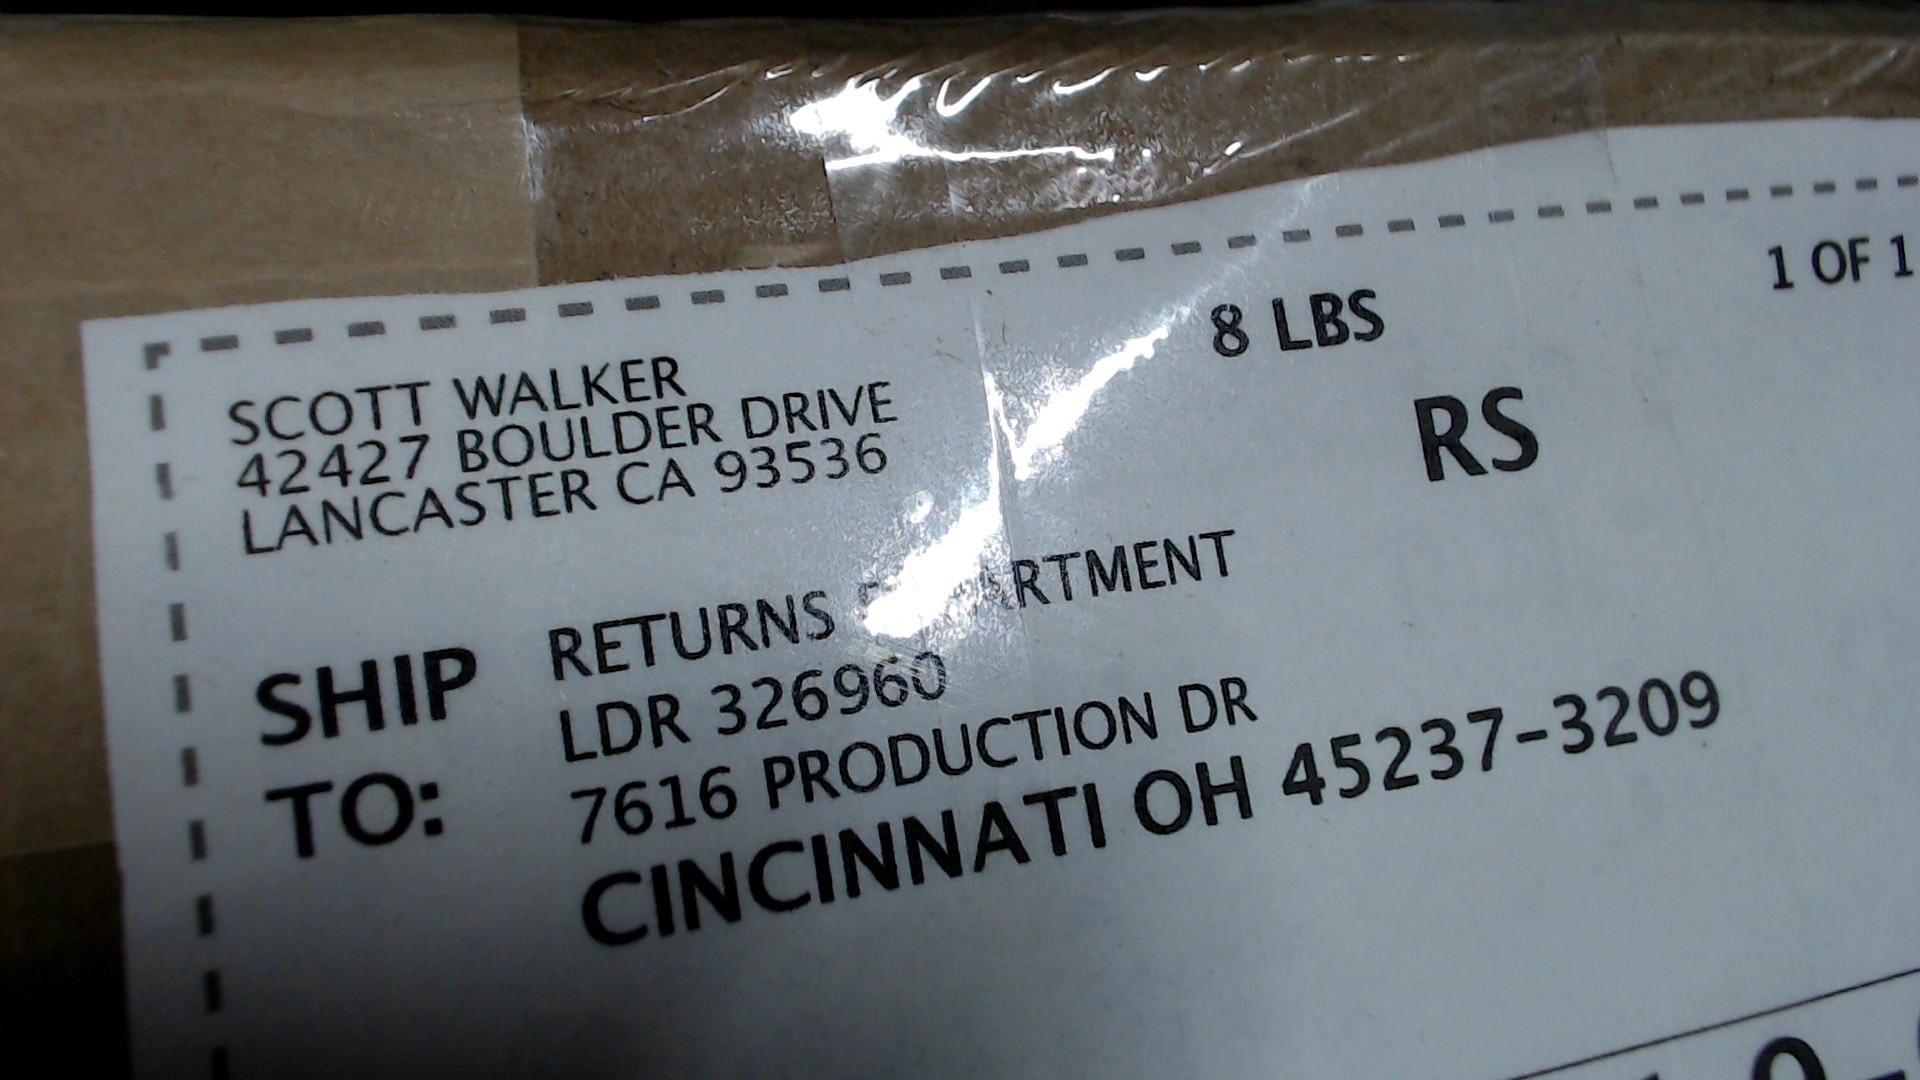 1 OF 1
8 LBS
RS
SCOTT WALKER
42427 BOULDER DRIVE
LANCASTER CA 93536
SHIP TO:
RETURNS DEPARTMENT
LDR 326960
7616 PRODUCTION DR
CINCINNATI OH 45237-3209